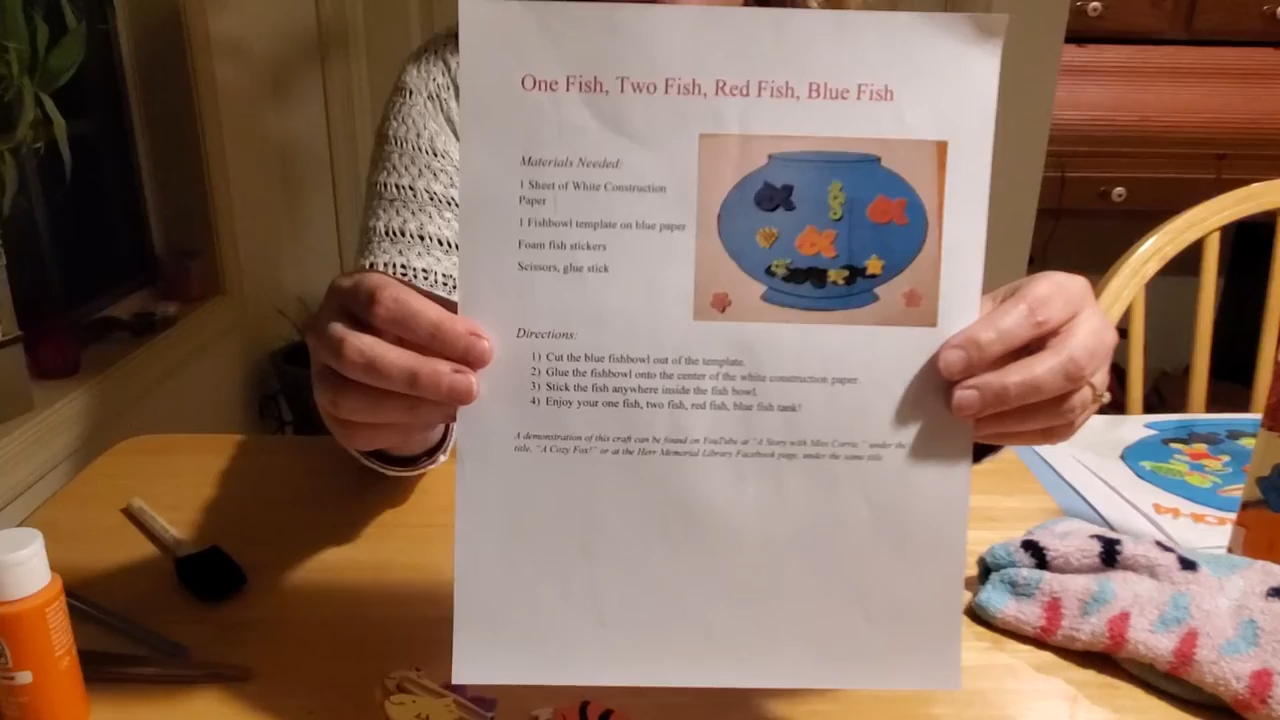 One Fish, Two Fish, Red Fish, Blue Fish
Materials Needed:
1 Sheet of White Construction
Paper
1 Fishbowl template on blue paper
Foam fish stickers
Scissors, glue stick
Directions:
1) Cut the blue fishbowl out of the template.
2) Glue the fishbowl onto the center of the white construction paper.
3) Stick the fish anywhere inside the fish bowl.
4) Enjoy your one fish, two fish, red fish, blue fish tank!
A demonstration of this craft can be found on YouTube at "A Story with Miss Carrie," under the
title, "A Cozy Fox!" or at the Herr Memorial Library Facebook page, under the same title.